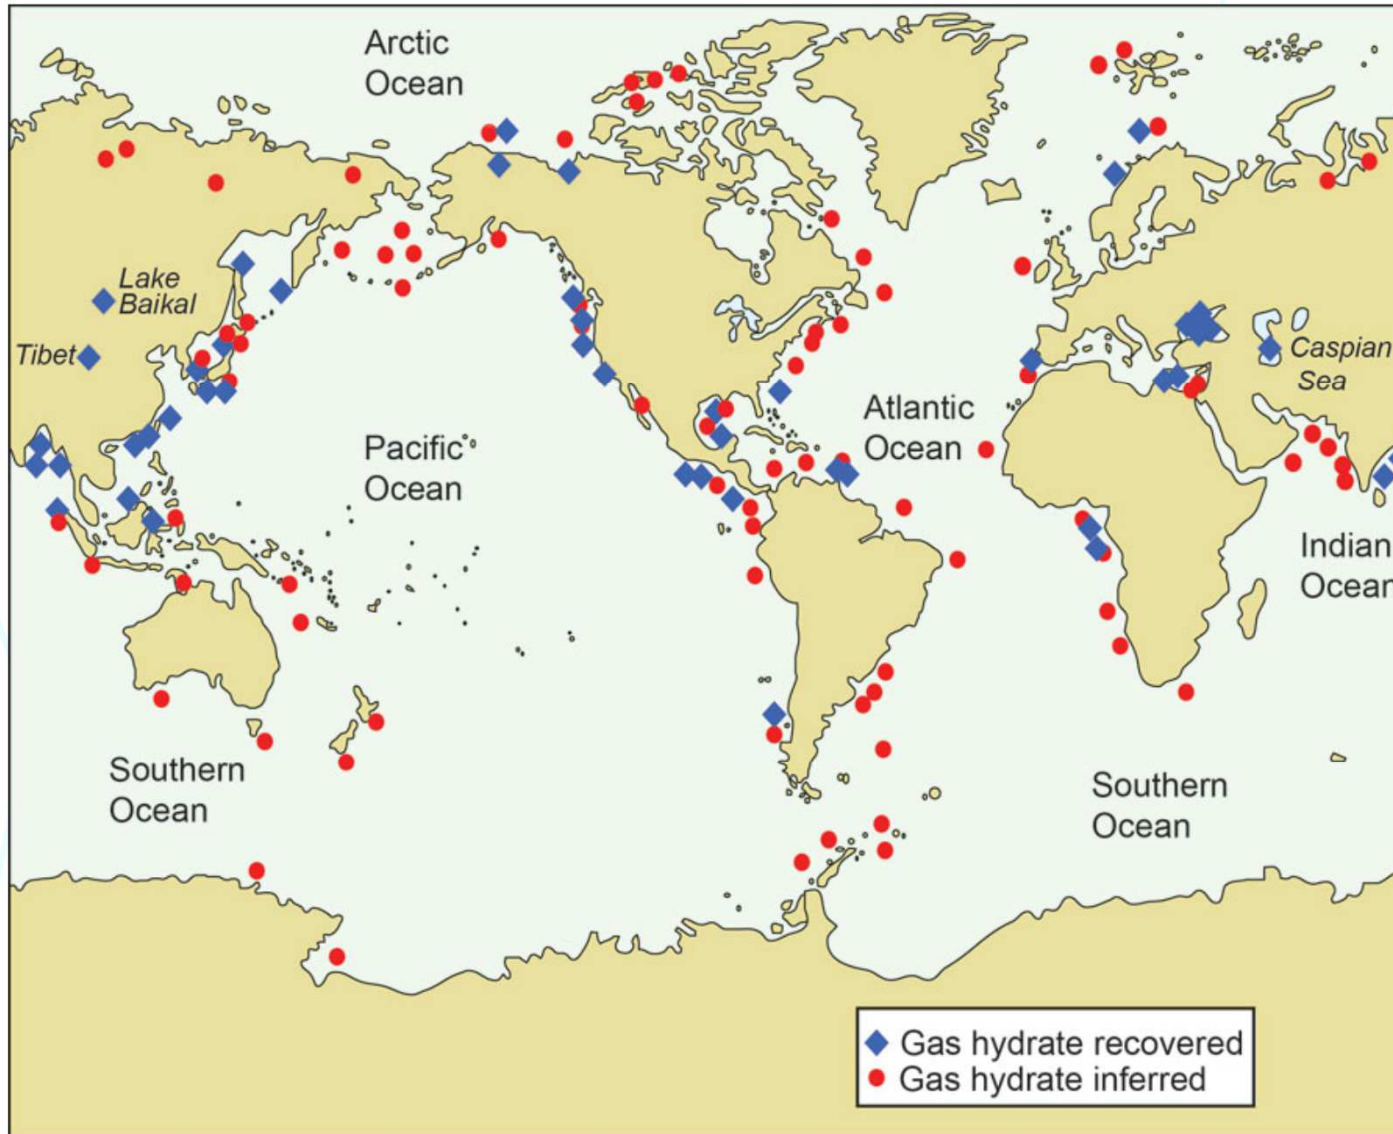 Arctic
Ocean
Lake
Baikal
Tibet
Caspian
Sea
Atlantic
Ocean
Pacific
Ocean
Indian
Ocean
Southern
Ocean
Southern
Ocean
Gas hydrate recovered
Gas hydrate inferred